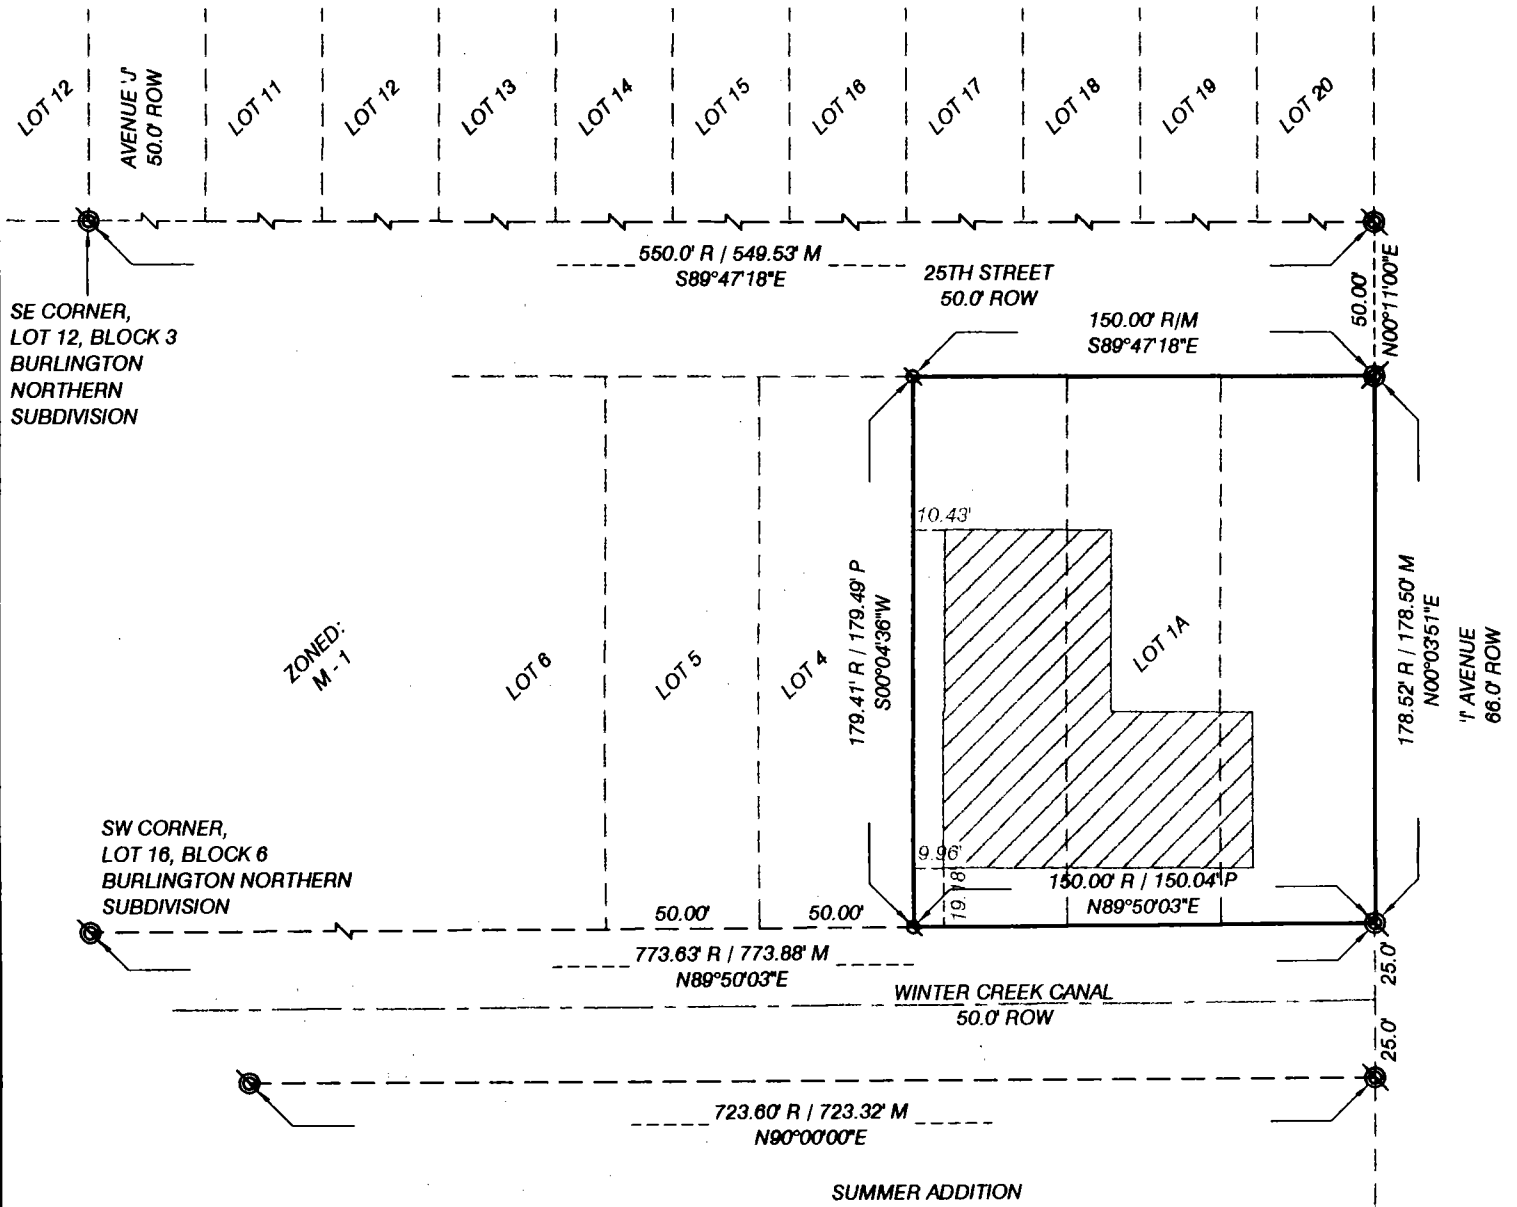 LOT 12
AVENUE 'J'
50.0' ROW
LOT 11
LOT 12
LOT 13
LOT 14
LOT 15
LOT 16
LOT 17
LOT 18
LOT 19
LOT 20
550.0' R / 549.53' M
S89°47'18"E
25TH STREET
50.0' ROW
50.00'
N00°11'00"E
SE CORNER,
LOT 12, BLOCK 3
BURLINGTON
NORTHERN
SUBDIVISION
150.00' R/M
S89°47'18"E
10.43'
179.41' R / 179.49' P
S00°04'36"W
LOT 1A
178.52' R / 178.50' M
N00°03'51"E
'I' AVENUE
66.0' ROW
ZONED:
M - 1
LOT 6
LOT 5
LOT 4
SW CORNER,
LOT 16, BLOCK 6
BURLINGTON NORTHERN
SUBDIVISION
9.96'
19.18'
150.00' R / 150.04' P
N89°50'03"E
50.00'
50.00'
773.63' R / 773.88' M
N89°50'03"E
25.0'
WINTER CREEK CANAL
50.0' ROW
25.0'
723.60' R / 723.32' M
N90°00'00"E
SUMMER ADDITION